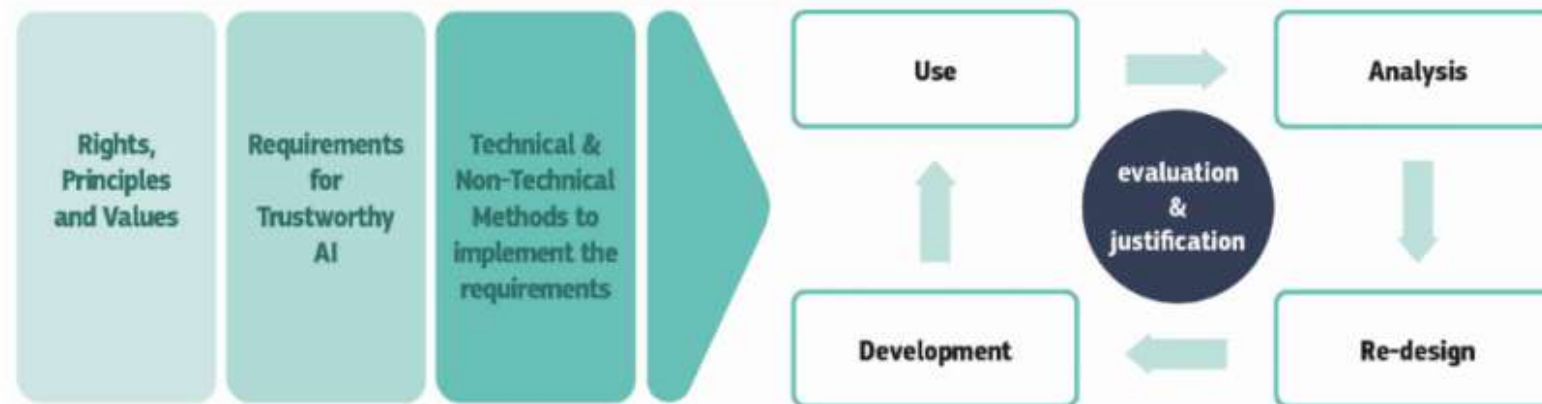 Rights,
Principles
and Values
Requirements
for
Trustworthy
AI
Technical &
Non-Technical
Methods to
implement the
requirements
Use
Analysis
evaluation
&
justification
Development
Re-design